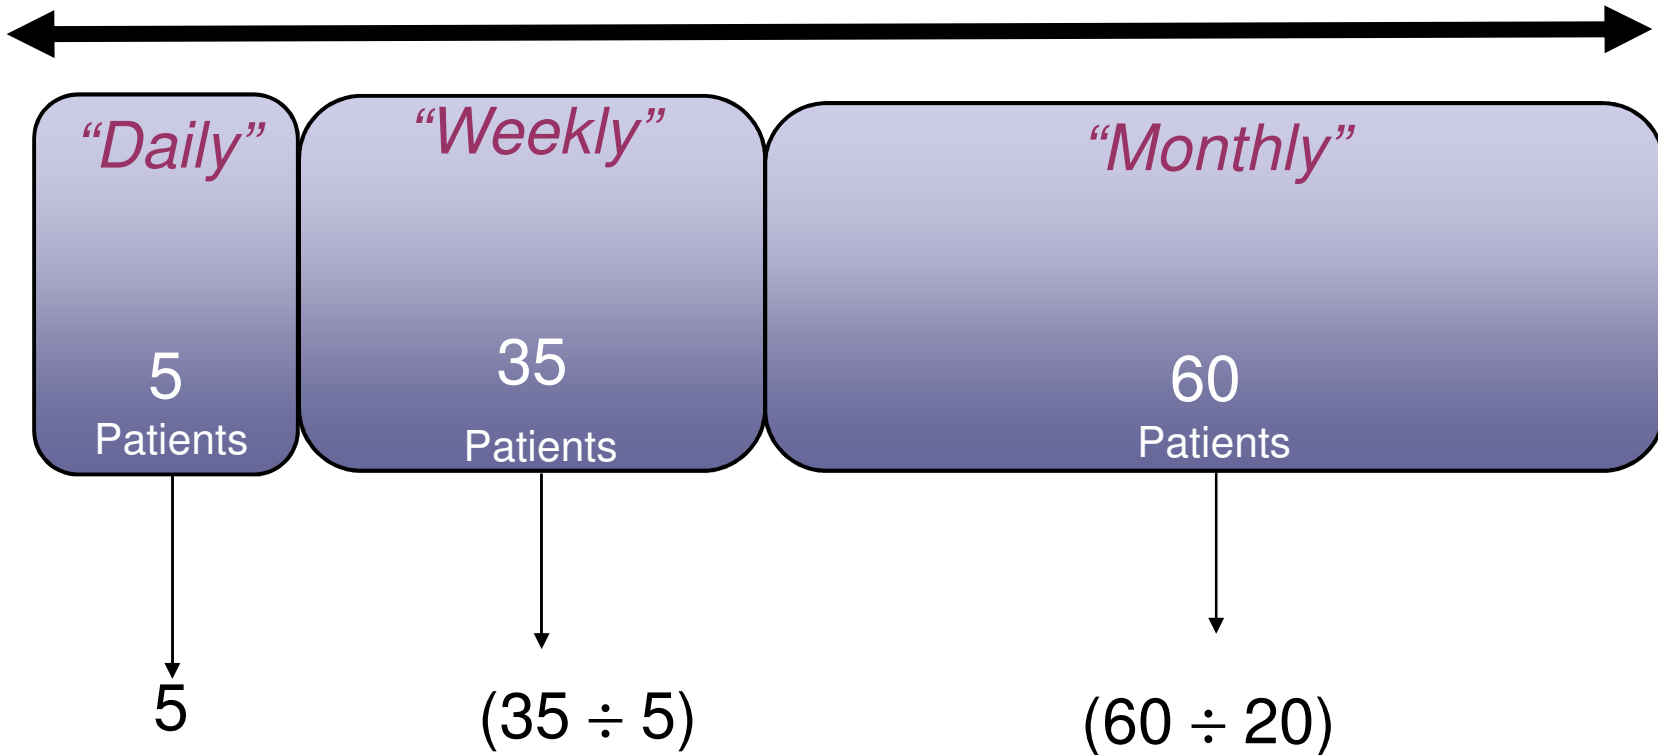 “Daily”
5
Patients
5
“Weekly”
35
Patients
(35 ÷ 5)
“Monthly”
60
Patients
(60 ÷ 20)